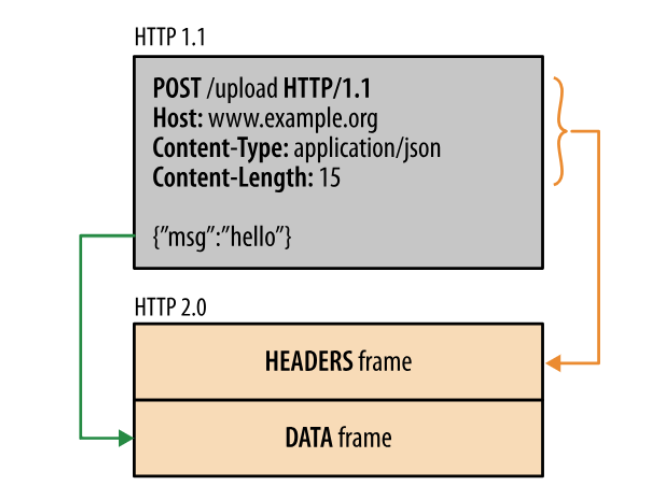 HTTP 1.1
POST /upload HTTP/1.1
Host: www.example.org
Content-Type: application/json
Content-Length: 15
{”msg”:”hello”}
HTTP 2.0
HEADERS frame
DATA frame